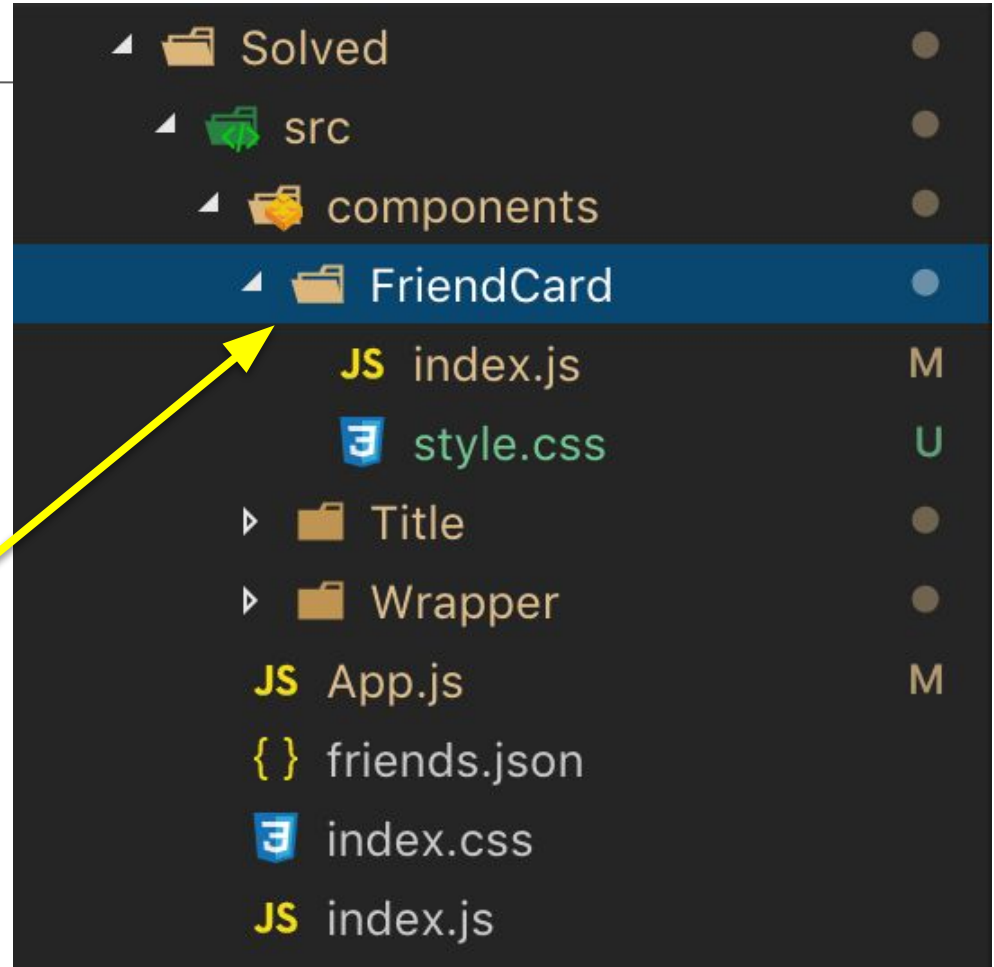 Solved
src
components
FriendCard
JS index.js M
style.css U
Title
Wrapper
JS App.js M
{ } friends.json
index.css
JS index.js